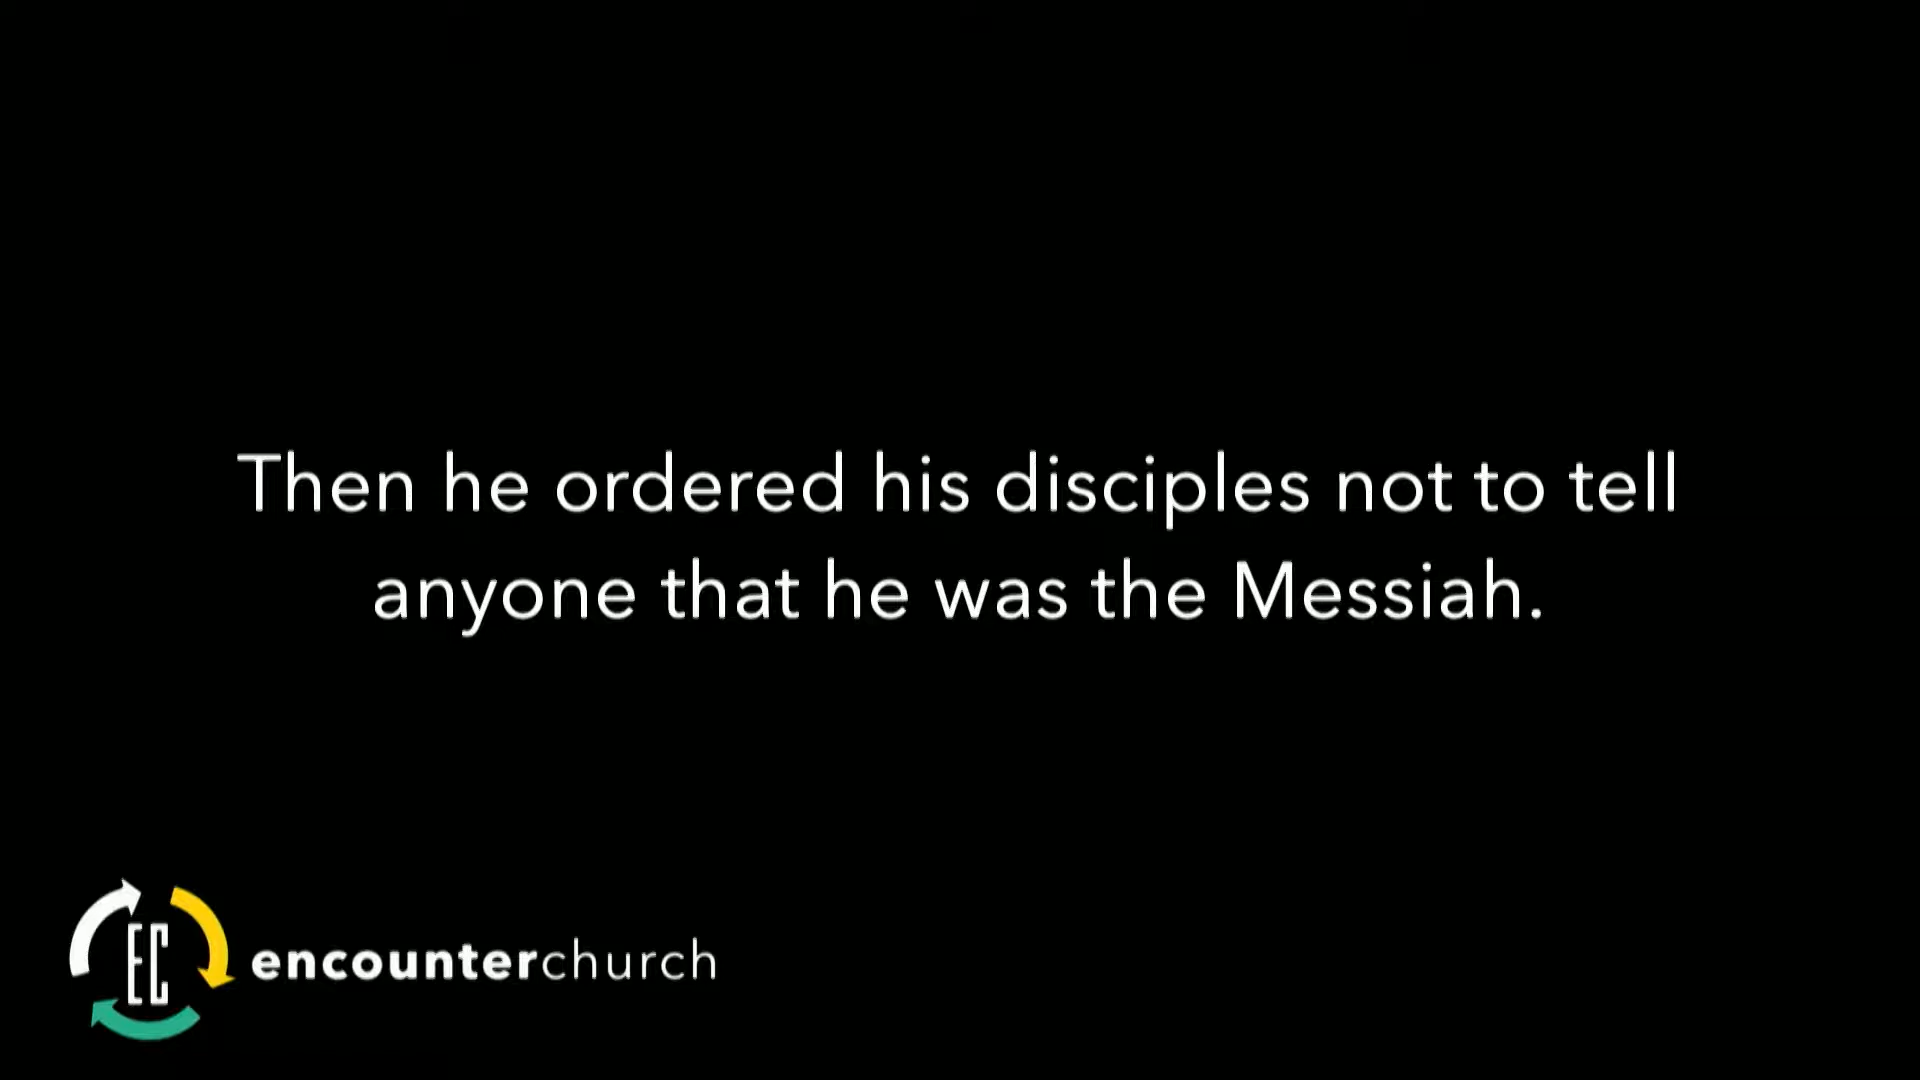 Then he ordered his disciples not to tell
anyone that he was the Messiah.
EC
encounterchurch